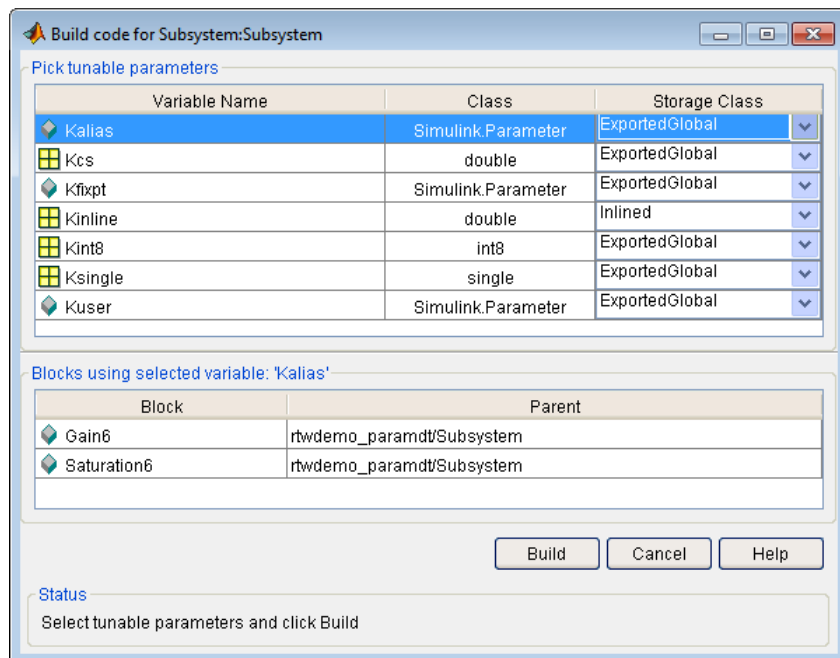 Build code for Subsystem:Subsystem
Pick tunable parameters
Variable Name Class Storage Class
Kalias Simulink.Parameter ExportedGlobal
Kcs double ExportedGlobal
Kfixpt Simulink.Parameter ExportedGlobal
Kinline double Inlined
Kint8 int8 ExportedGlobal
Ksingle single ExportedGlobal
Kuser Simulink.Parameter ExportedGlobal
Blocks using selected variable: 'Kalias'
Block Parent
Gain6 rtwdemo_paramdt/Subsystem
Saturation6 rtwdemo_paramdt/Subsystem
Build Cancel Help
Status
Select tunable parameters and click Build